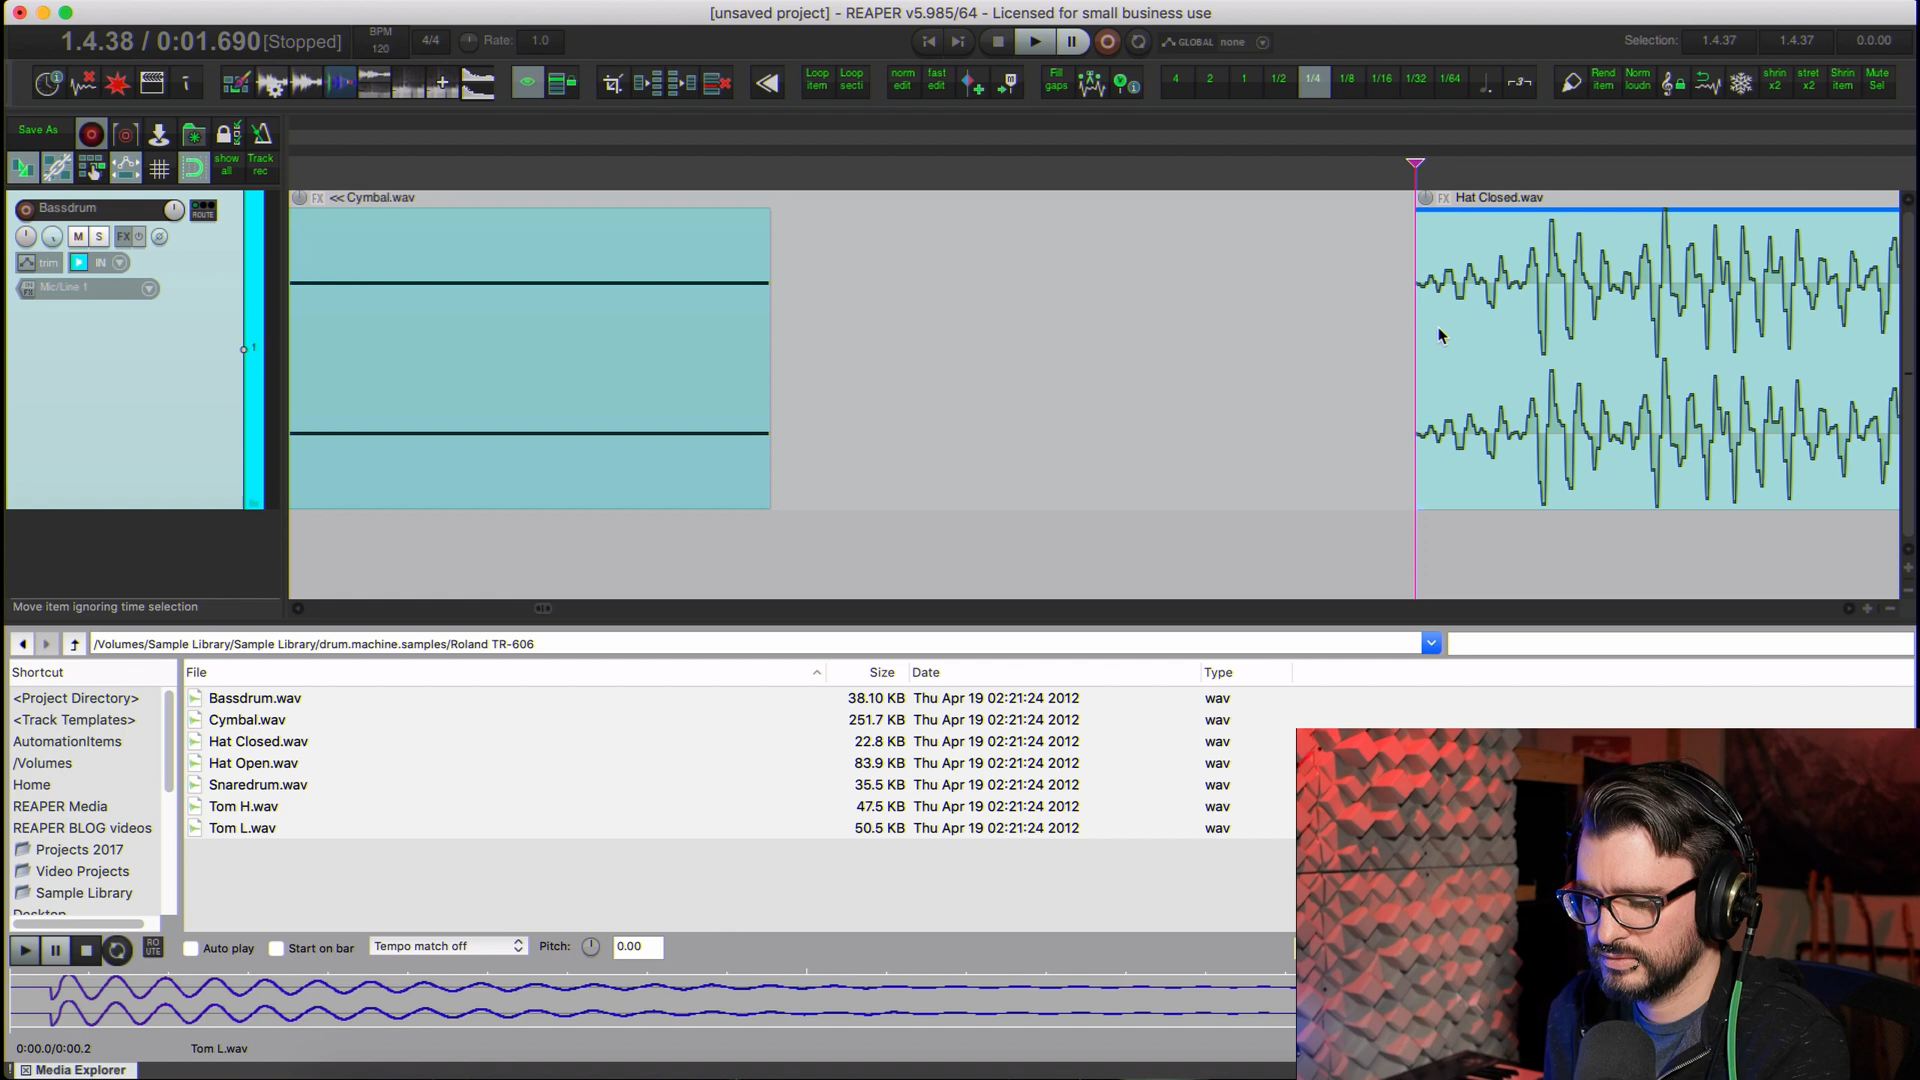 [unsaved project] - REAPER v5.985/64 - Licensed for small business use
1.4.38 / 0:01.690 [Stopped]
BPM
120
4/4
Rate: 1.0
GLOBAL none
Selection: 1.4.37 1.4.37 0.0.00
Loop item
Loop secti
norm edit
fast edit
Fill gaps
4 2 1 1/2 1/4 1/8 1/16 1/32 1/64
-3-
Rend item
Norm loudn
shrin x2
stret x2
Shrin item
Mute Sel
Save As
show all
Track rec
Bassdrum
ROUTE
M S FX
trim IN
Mic/Line 1
1
FX << Cymbal.wav
FX Hat Closed.wav
Move item ignoring time selection
/Volumes/Sample Library/Sample Library/drum.machine.samples/Roland TR-606
Shortcut
<Project Directory>
<Track Templates>
AutomationItems
/Volumes
Home
REAPER Media
REAPER BLOG videos
Projects 2017
Video Projects
Sample Library
Desktop
File Size Date Type
Bassdrum.wav 38.10 KB Thu Apr 19 02:21:24 2012 wav
Cymbal.wav 251.7 KB Thu Apr 19 02:21:24 2012 wav
Hat Closed.wav 22.8 KB Thu Apr 19 02:21:24 2012 wav
Hat Open.wav 83.9 KB Thu Apr 19 02:21:24 2012 wav
Snaredrum.wav 35.5 KB Thu Apr 19 02:21:24 2012 wav
Tom H.wav 47.5 KB Thu Apr 19 02:21:24 2012 wav
Tom L.wav 50.5 KB Thu Apr 19 02:21:24 2012 wav
RO UTE
Auto play
Start on bar
Tempo match off
Pitch: 0.00
0:00.0/0:00.2
Tom L.wav
Media Explorer